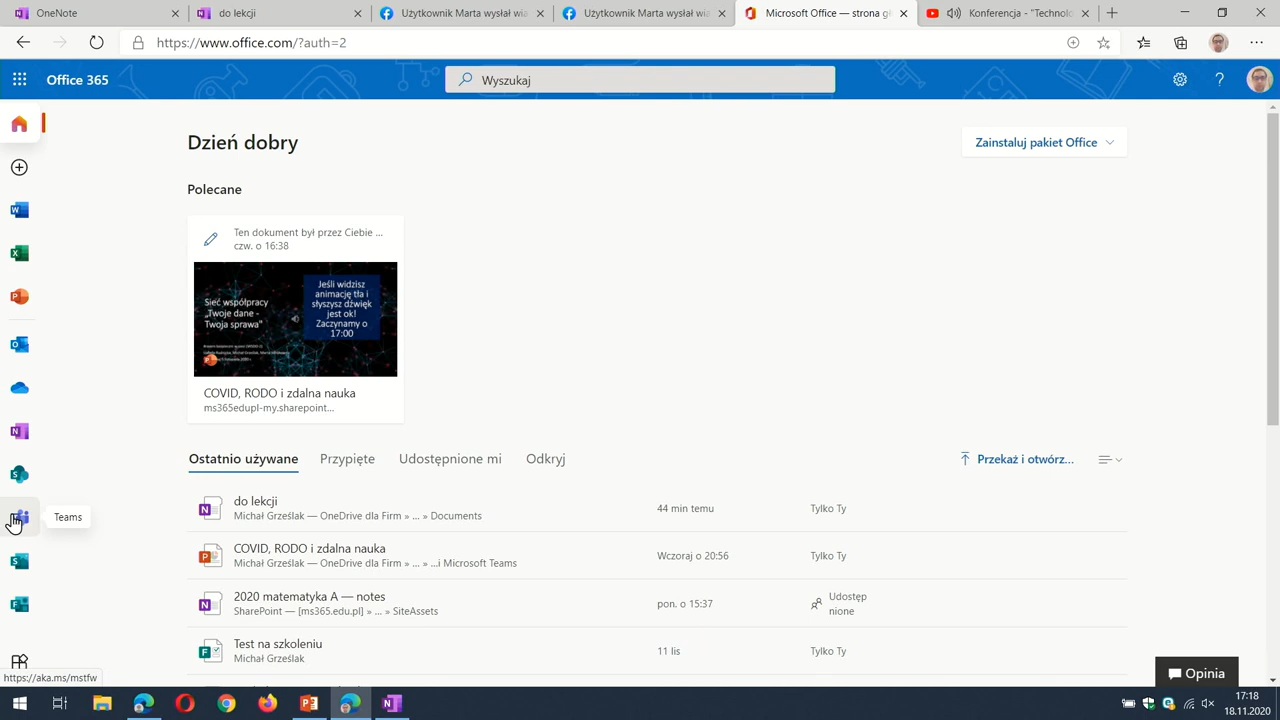 OneNote
do lekcji
Użytkownik Marta wysłał wia
Użytkownik Marta wysłał wia
Microsoft Office — strona gł
Konferencja - "Technolo
https://www.office.com/?auth=2
Office 365
Wyszukaj
Dzień dobry
Zainstaluj pakiet Office
Polecane
Ten dokument był przez Ciebie ...
czw. o 16:38
Sieć współpracy
„Twoje dane -
Twoja sprawa"
Jeśli widzisz
animację tła i
słyszysz dźwięk
jest ok!
Zaczynamy o
17:00
COVID, RODO i zdalna nauka
ms365edupl-my.sharepoint...
Ostatnio używane
Przypięte
Udostępnione mi
Odkryj
Przekaż i otwórz...
do lekcji
Michał Grześlak — OneDrive dla Firm » ... » Documents
44 min temu
Tylko Ty
COVID, RODO i zdalna nauka
Michał Grześlak — OneDrive dla Firm » ... » ...i Microsoft Teams
Wczoraj o 20:56
Tylko Ty
2020 matematyka A — notes
SharePoint — [ms365.edu.pl] » ... » SiteAssets
pon. o 15:37
Udostęp
nione
Test na szkoleniu
Michał Grześlak
11 lis
Tylko Ty
Teams
https://aka.ms/mstfw
Opinia
17:18
18.11.2020